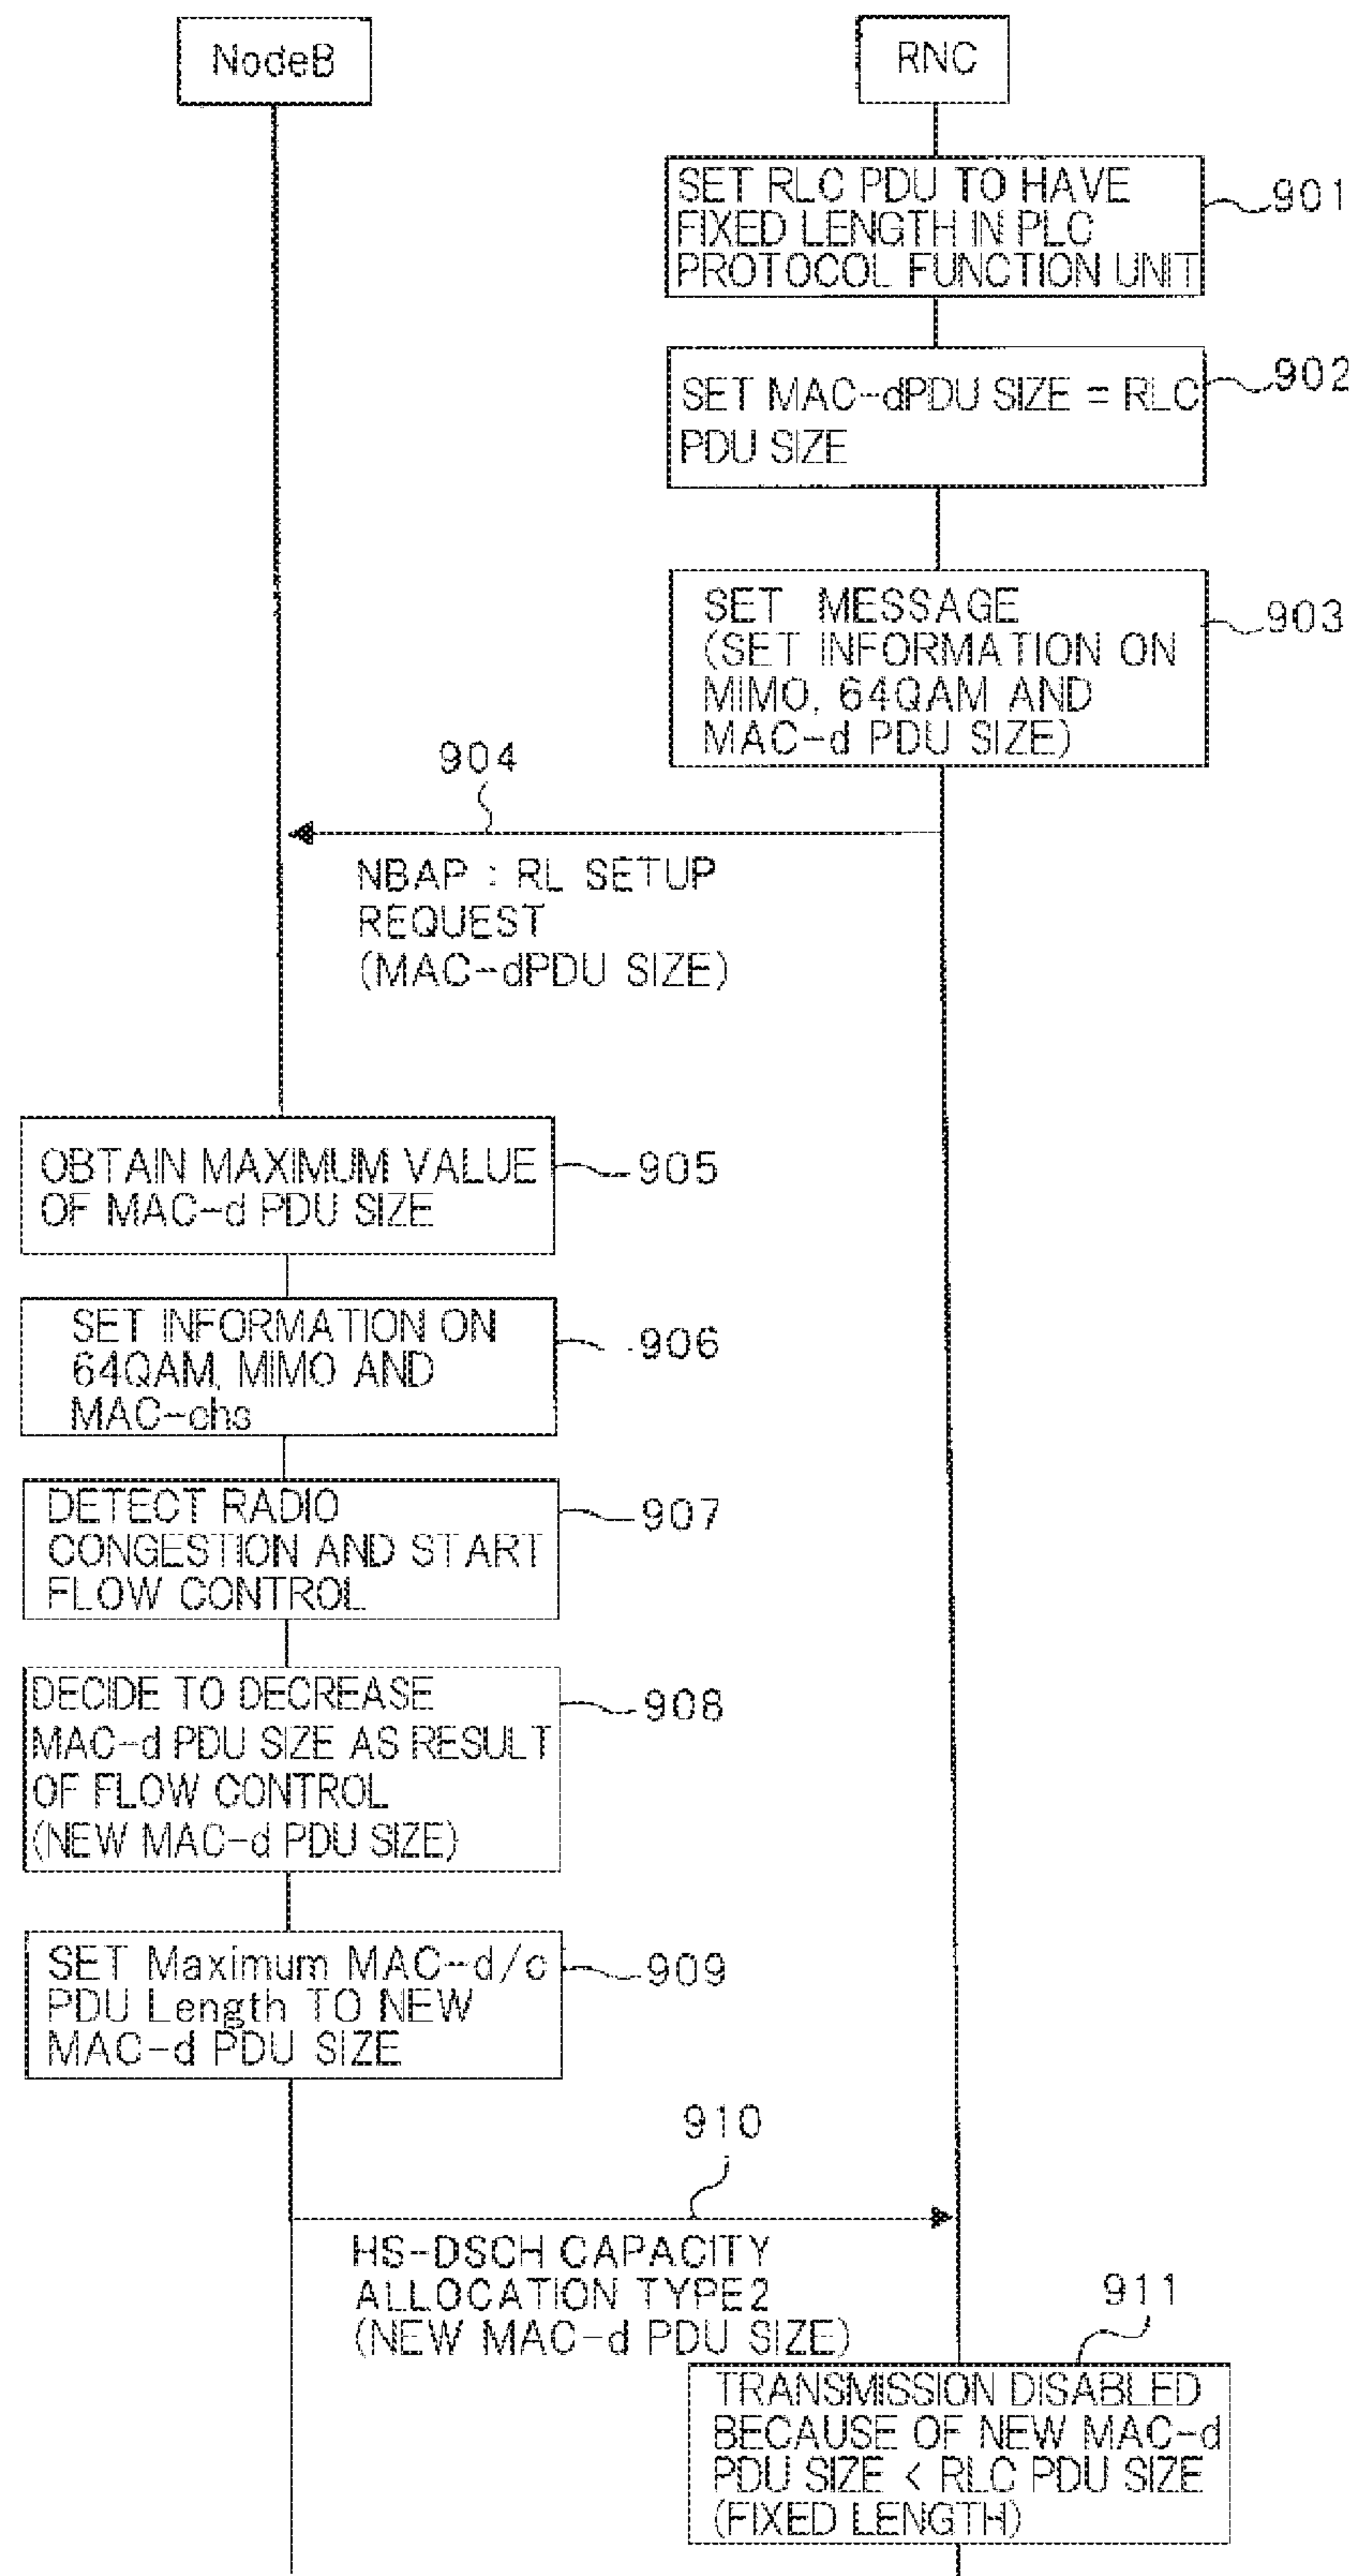 NodeB
RNC
SET RLC PDU TO HAVE
FIXED LENGTH IN PLC
PROTOCOL FUNCTION UNIT
901
SET MAC-dPDU SIZE = RLC
PDU SIZE
902
SET MESSAGE
(SET INFORMATION ON
MIMO, 64QAM AND
MAC-d PDU SIZE)
903
904
NBAP : RL SETUP
REQUEST
(MAC-dPDU SIZE)
OBTAIN MAXIMUM VALUE
OF MAC-d PDU SIZE
905
SET INFORMATION ON
64QAM, MIMO AND
MAC-ehs
906
DETECT RADIO
CONGESTION AND START
FLOW CONTROL
907
DECIDE TO DECREASE
MAC-d PDU SIZE AS RESULT
OF FLOW CONTROL
(NEW MAC-d PDU SIZE)
908
SET Maximum MAC-d/c
PDU Length TO NEW
MAC-d PDU SIZE
909
910
HS-DSCH CAPACITY
ALLOCATION TYPE2
(NEW MAC-d PDU SIZE)
911
TRANSMISSION DISABLED
BECAUSE OF NEW MAC-d
PDU SIZE < RLC PDU SIZE
(FIXED LENGTH)